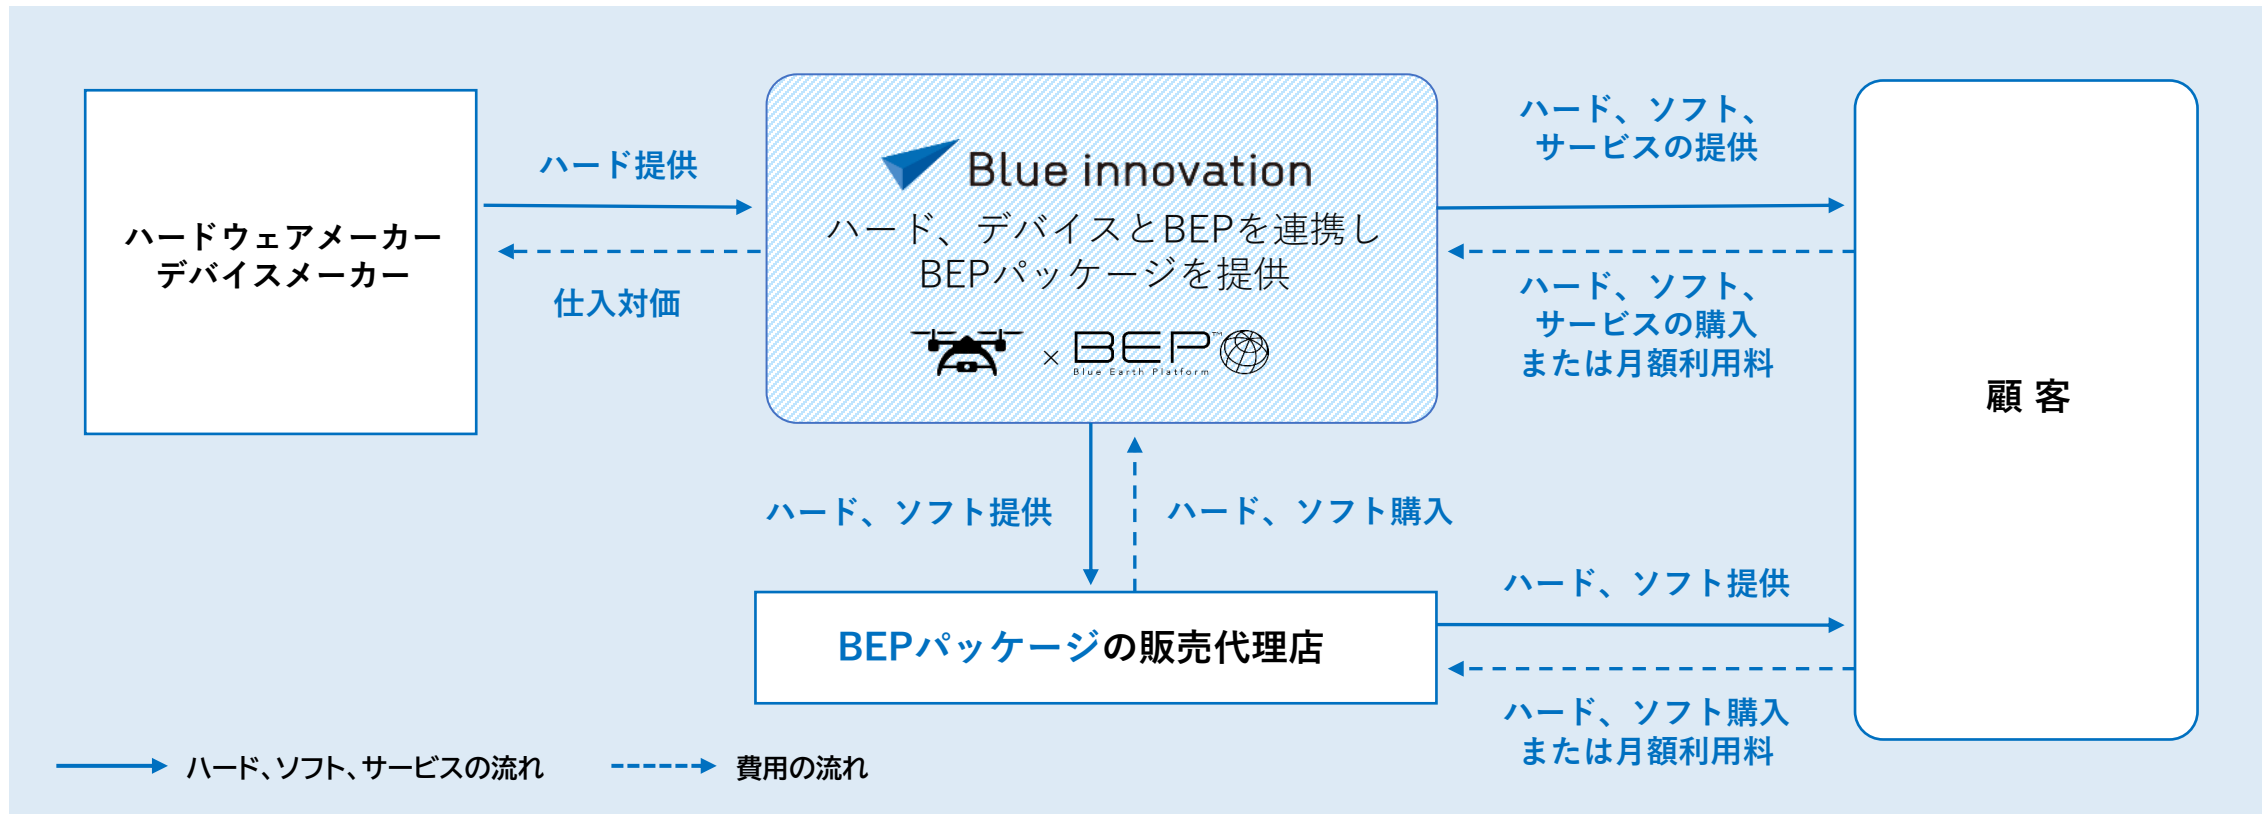 ハードウェアメーカー
デバイスメーカー
ハード提供
仕入対価
Blue innovation
ハード、デバイスとBEPを連携し
BEPパッケージを提供
× BEP™
Blue Earth Platform
ハード、ソフト、
サービスの提供
ハード、ソフト、
サービスの購入
または月額利用料
顧 客
ハード、ソフト提供
ハード、ソフト購入
BEPパッケージの販売代理店
ハード、ソフト提供
ハード、ソフト購入
または月額利用料
ハード、ソフト、サービスの流れ
費用の流れ